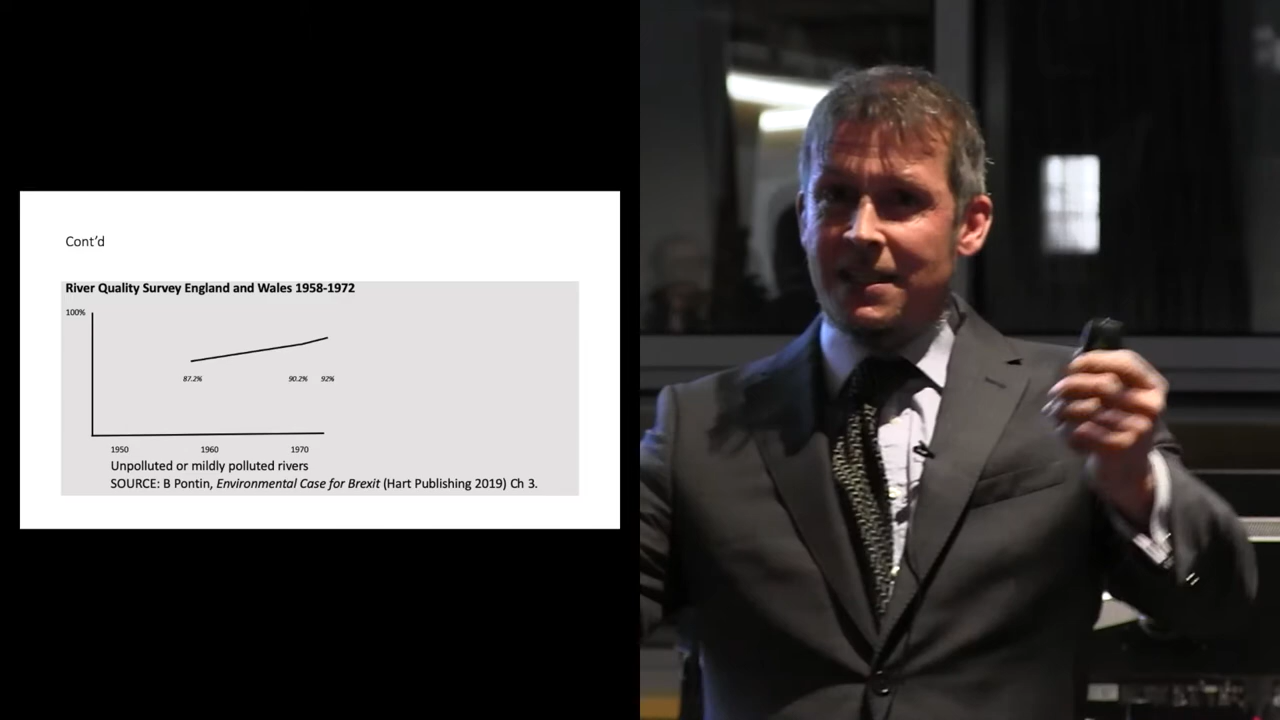 Cont'd
River Quality Survey England and Wales 1958-1972
100%
87.2% 90.2% 92%
1950 1960 1970
Unpolluted or mildly polluted rivers
SOURCE: B Pontin, Environmental Case for Brexit (Hart Publishing 2019) Ch 3.